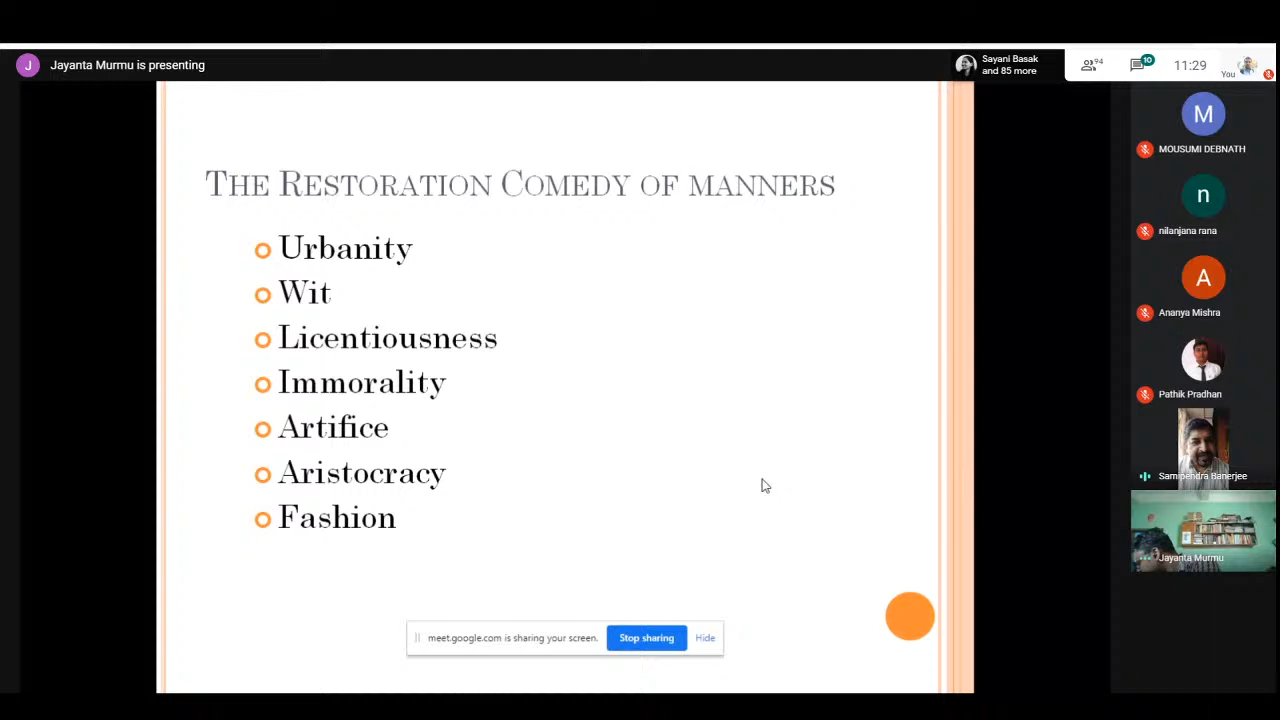 J Jayanta Murmu is presenting
Sayani Basak
and 85 more
94
10
11:29
You
THE RESTORATION COMEDY OF MANNERS
Urbanity
Wit
Licentiousness
Immorality
Artifice
Aristocracy
Fashion
meet.google.com is sharing your screen. Stop sharing Hide
M
MOUSUMI DEBNATH
n
nilanjana rana
A
Ananya Mishra
Pathik Pradhan
Samipendra Banerjee
Jayanta Murmu